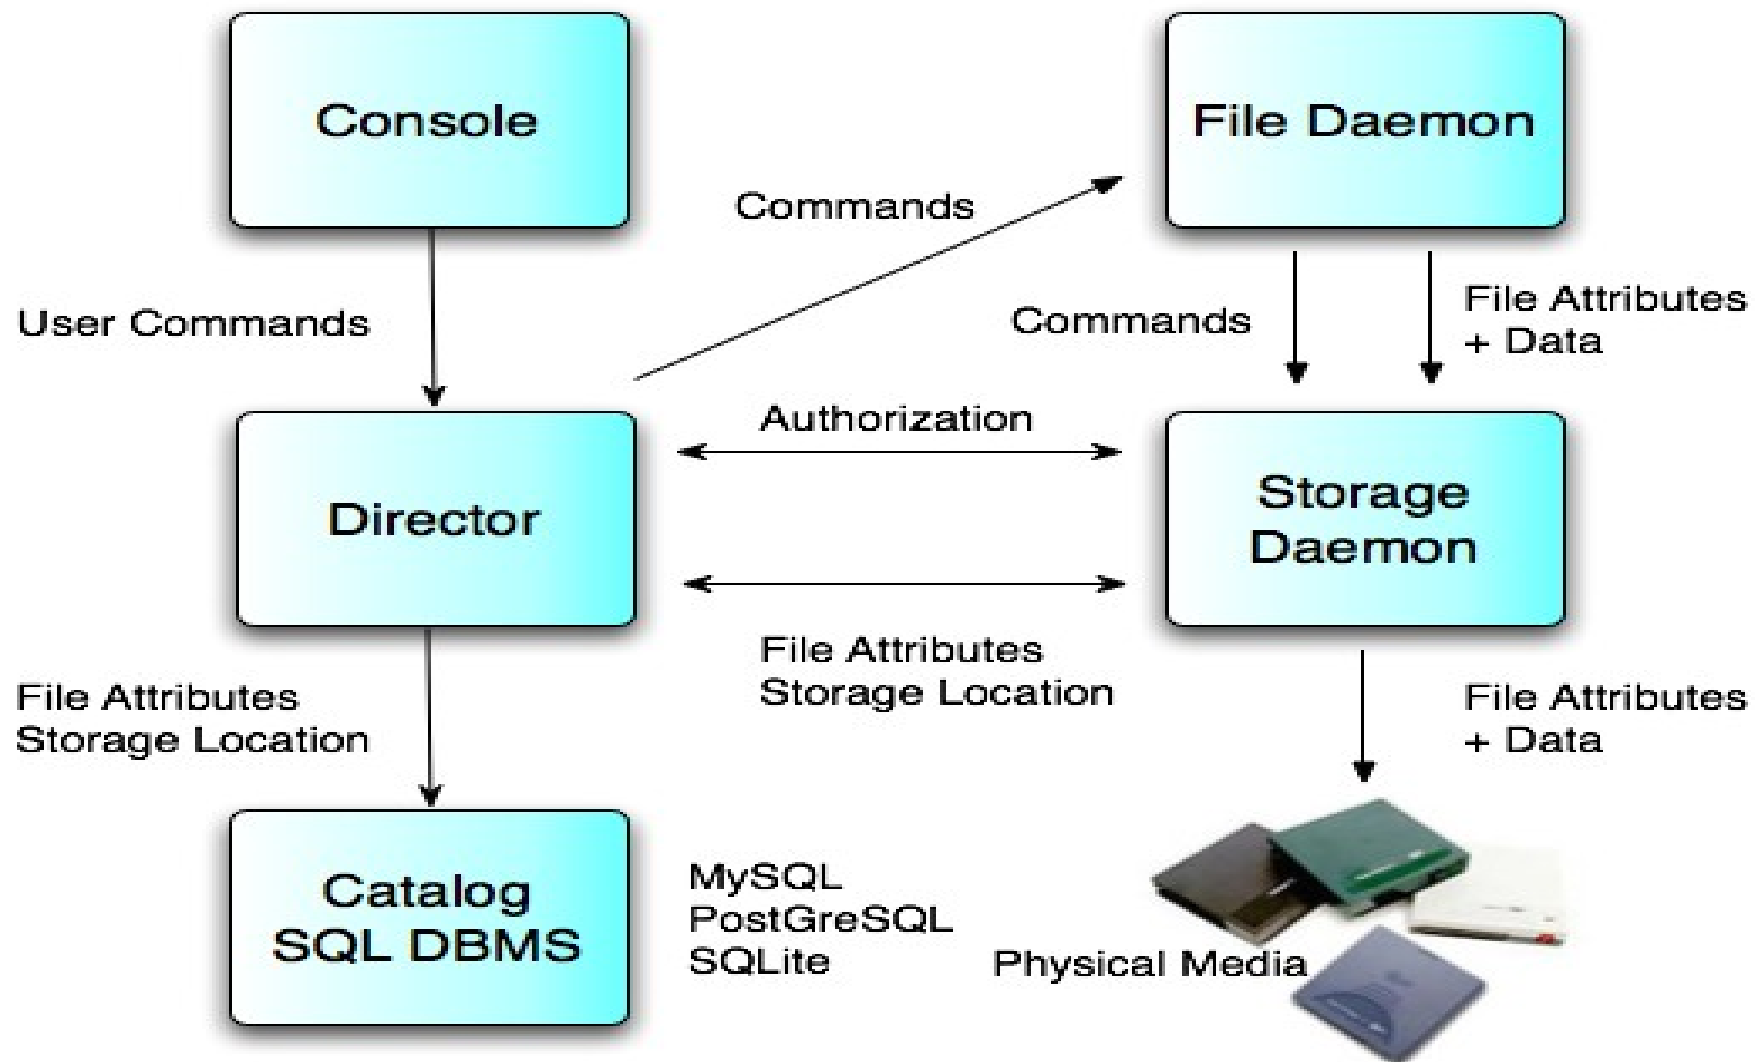 Console
File Daemon
Commands
User Commands
Commands
File Attributes
+ Data
Authorization
Director
Storage
Daemon
File Attributes
Storage Location
File Attributes
Storage Location
File Attributes
+ Data
Catalog
SQL DBMS
MySQL
PostGreSQL
SQLite
Physical Media